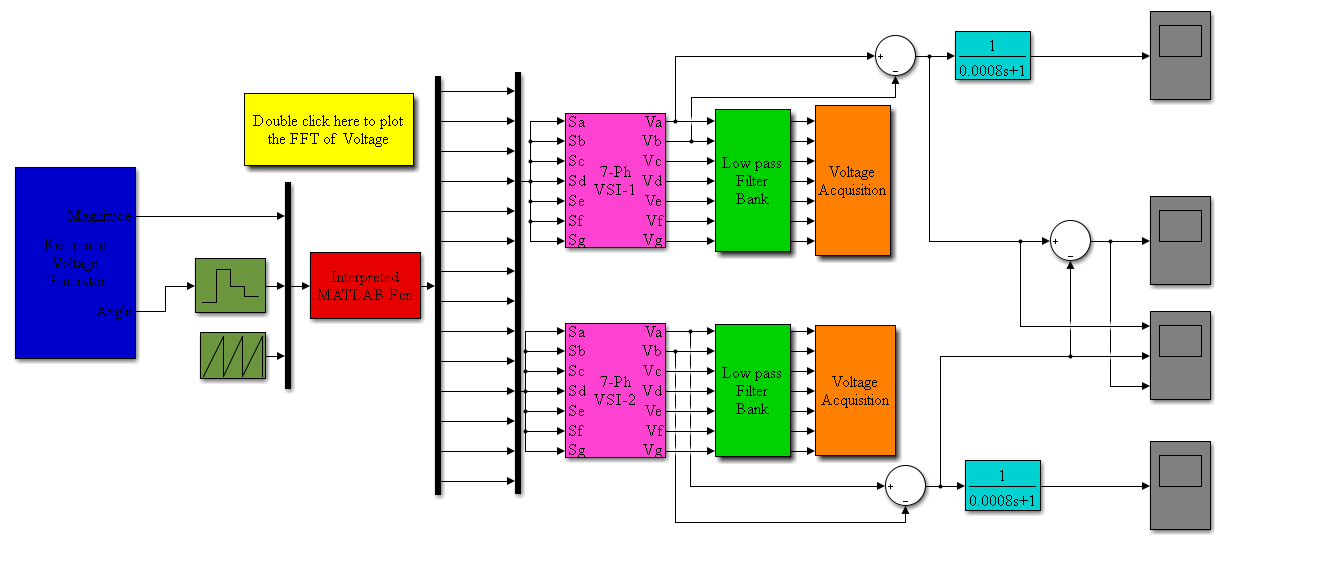 Double click here to plot
the FFT of Voltage
Magnitude
Reference
Voltage
Generator
Angle
Interpreted
MATLAB Fcn
Sa
Sb
Sc
Sd
Se
Sf
Sg
7-Ph
VSI-1
Va
Vb
Vc
Vd
Ve
Vf
Vg
Low pass
Filter
Bank
Voltage
Acquisition
+
-
1
0.0008s+1
+
-
Sa
Sb
Sc
Sd
Se
Sf
Sg
7-Ph
VSI-2
Va
Vb
Vc
Vd
Ve
Vf
Vg
Low pass
Filter
Bank
Voltage
Acquisition
+
-
1
0.0008s+1